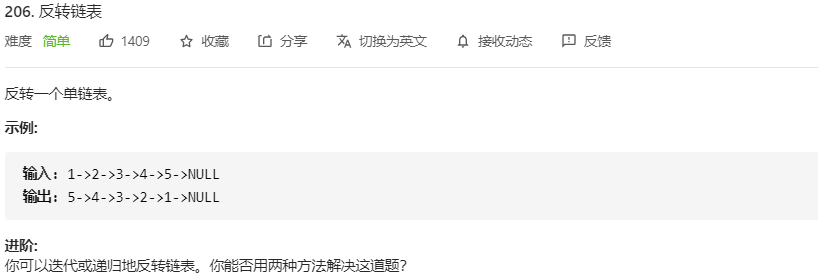 206. 反转链表
难度 简单 1409 收藏 分享 切换为英文 接收动态 反馈
反转一个单链表。
示例:
输入: 1->2->3->4->5->NULL
输出: 5->4->3->2->1->NULL
进阶:
你可以迭代或递归地反转链表。你能否用两种方法解决这道题?